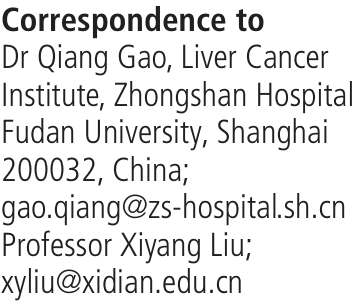 Correspondence to
Dr Qiang Gao, Liver Cancer
Institute, Zhongshan Hospital
Fudan University, Shanghai
200032, China;
gao.qiang@zs-hospital.sh.cn
Professor Xiyang Liu;
xyliu@xidian.edu.cn